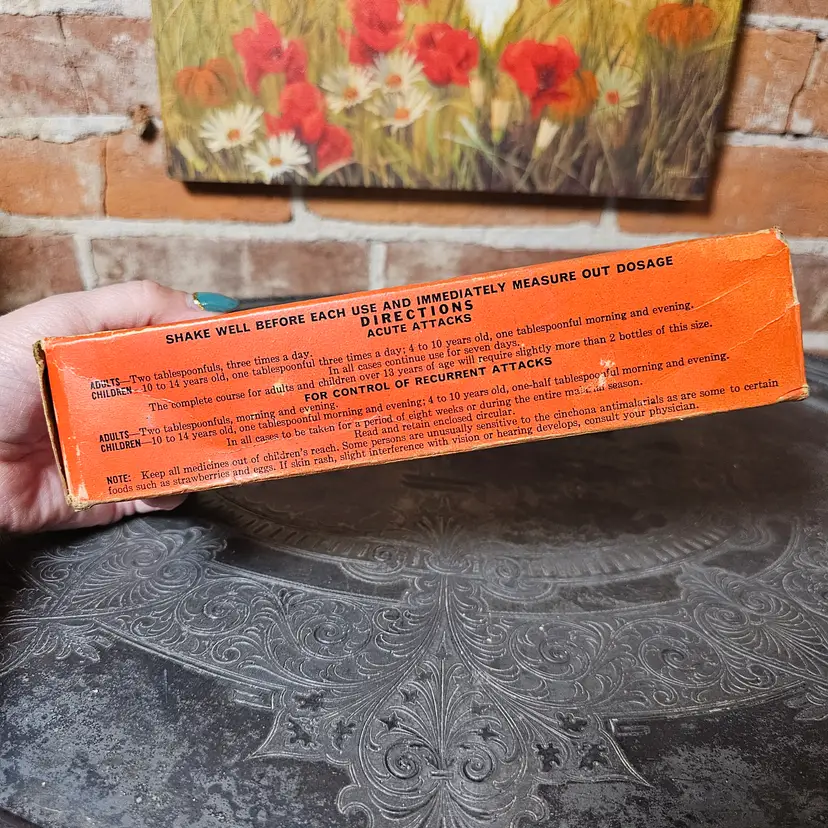 SHAKE WELL BEFORE EACH USE AND IMMEDIATELY MEASURE OUT DOSAGE
DIRECTIONS
ACUTE ATTACKS
ADULTS—Two tablespoonfuls, three times a day.
CHILDREN—10 to 14 years old, one tablespoonful three times a day; 4 to 10 years old, one tablespoonful morning and evening.
In all cases continue use for seven days.
The complete course for adults and children over 13 years of age will require slightly more than 2 bottles of this size.
FOR CONTROL OF RECURRENT ATTACKS
ADULTS—Two tablespoonfuls, morning and evening.
CHILDREN—10 to 14 years old, one tablespoonful morning and evening; 4 to 10 years old, one-half tablespoonful morning and evening.
In all cases to be taken for a period of eight weeks or during the entire malarial season.
Read and retain enclosed circular.
NOTE: Keep all medicines out of children's reach. Some persons are unusually sensitive to the cinchona antimalarials as are some to certain
foods such as strawberries and eggs. If skin rash, slight interference with vision or hearing develops, consult your physician.